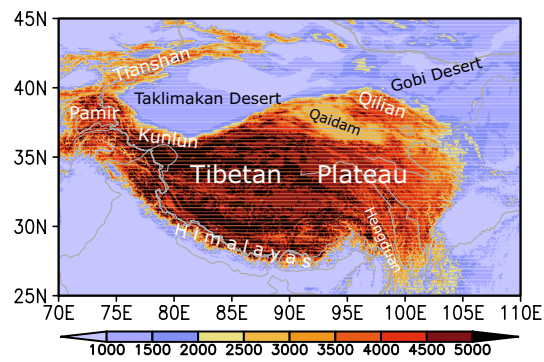 45N
Tianshan
Gobi Desert
40N
Taklimakan Desert
Qilian
Pamir
Qaidam
Kunlun
35N
Tibetan Plateau
30N
Himalayas
Hengduan
25N
70E 75E 80E 85E 90E 95E 100E 105E 110E
1000 1500 2000 2500 3000 3500 4000 4500 5000